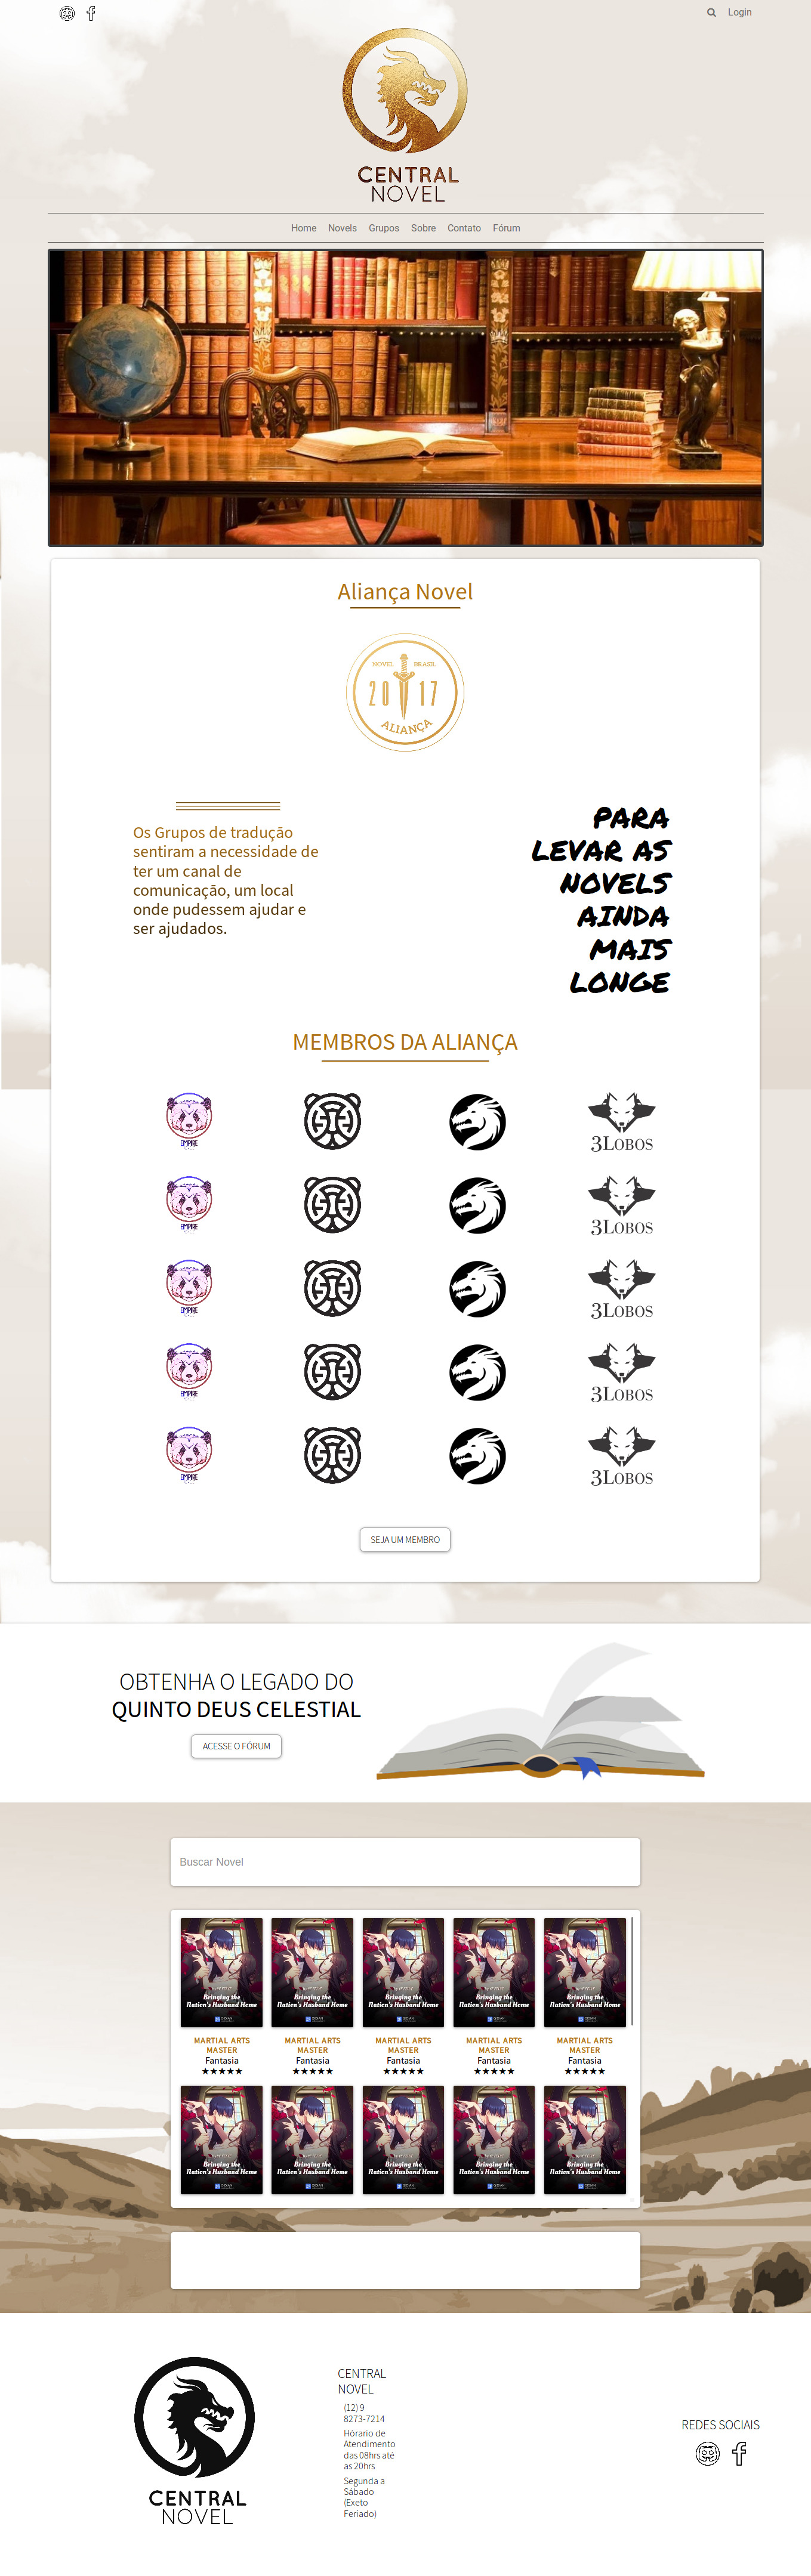 Login
CENTRAL
NOVEL
Home Novels Grupos Sobre Contato Fórum
Aliança Novel
NOVEL BRASIL
2017
ALIANÇA
Os Grupos de tradução
sentiram a necessidade de
ter um canal de
comunicação, um local
onde pudessem ajudar e
ser ajudados.
PARA
LEVAR AS
NOVELS
AINDA
MAIS
LONGE
MEMBROS DA ALIANÇA
EMPIRE 3LOBOS
EMPIRE 3LOBOS
EMPIRE 3LOBOS
EMPIRE 3LOBOS
EMPIRE 3LOBOS
SEJA UM MEMBRO
OBTENHA O LEGADO DO
QUINTO DEUS CELESTIAL
ACESSE O FÓRUM
Buscar Novel
Bringing the Bringing the Bringing the Bringing the Bringing the
Nation's Husband Home Nation's Husband Home Nation's Husband Home Nation's Husband Home Nation's Husband Home
MARTIAL ARTS MARTIAL ARTS MARTIAL ARTS MARTIAL ARTS MARTIAL ARTS
MASTER MASTER MASTER MASTER MASTER
Fantasia Fantasia Fantasia Fantasia Fantasia
★★★★★ ★★★★★ ★★★★★ ★★★★★ ★★★★★
Bringing the Bringing the Bringing the Bringing the Bringing the
Nation's Husband Home Nation's Husband Home Nation's Husband Home Nation's Husband Home Nation's Husband Home
CENTRAL
NOVEL
CENTRAL
NOVEL
(12) 9
8273-7214
Hórario de
Atendimento
das 08hrs até
as 20hrs
Segunda a
Sábado
(Exeto
Feriado)
REDES SOCIAIS